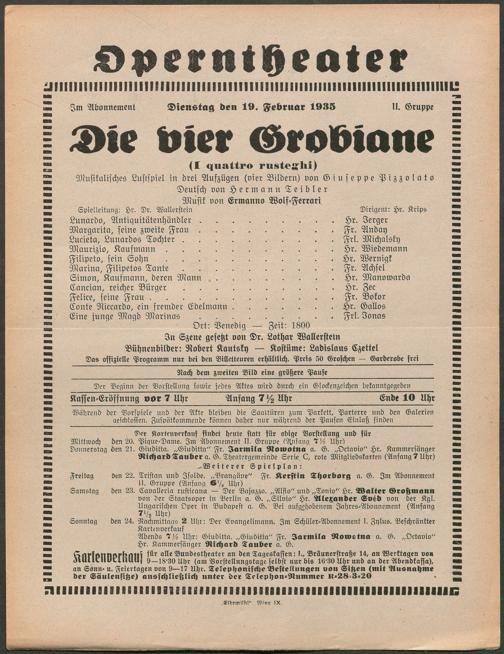 Operntheater
Im Abonnement Dienstag den 19. Februar 1935 II. Gruppe
Die vier Grobiane
(I quattro rusteghi)
Musikalisches Lustspiel in drei Aufzügen (vier Bildern) von Giuseppe Pizzolato
Deutsch von Hermann Teibler
Musik von Ermanno Wolf-Ferrari
Spielleitung: Hr. Dr. Wallerstein Dirigent: Hr. Krips
Lunardo, Antiquitätenhändler . . . . . . . Hr. Zerger
Margarita, seine zweite Frau . . . . . . . Fr. Anday
Lucieta, Lunardos Tochter . . . . . . . Frl. Michalsky
Maurizio, Kaufmann . . . . . . . Hr. Wiedemann
Filipeto, sein Sohn . . . . . . . Hr. Wernigk
Marina, Filipetos Tante . . . . . . . Fr. Achsel
Simon, Kaufmann, deren Mann . . . . . . . Hr. Manowarda
Cancian, reicher Bürger . . . . . . . Hr. Zec
Felice, seine Frau . . . . . . . Fr. Bokor
Conte Riccardo, ein fremder Edelmann . . . . . . . Hr. Gallos
Eine junge Magd Marinas . . . . . . . Frl. Jonas
Ort: Venedig — Zeit: 1800
In Szene gesetzt von Dr. Lothar Wallerstein
Bühnenbilder: Robert Kautsky — Kostüme: Ladislaus Czettel
Das offizielle Programm nur bei den Billetteuren erhältlich. Preis 50 Groschen — Garderobe frei
Nach dem zweiten Bild eine größere Pause
Der Beginn der Vorstellung sowie jedes Aktes wird durch ein Glockenzeichen bekanntgegeben
Kassen-Eröffnung vor 7 Uhr Anfang 7½ Uhr Ende 10 Uhr
Während der Vorspiele und der Akte bleiben die Saaltüren zum Parkett, Parterre und den Galerien
geschlossen. Zuspätkommende können daher nur während der Pausen Einlaß finden
Der Kartenverkauf findet heute statt für obige Vorstellung und für
Mittwoch den 20. Pique-Dame. Im Abonnement II. Gruppe (Anfang 7½ Uhr)
Donnerstag den 21. Giuditta. „Giuditta" Fr. Jarmila Nowotna a. G. „Octavio" Hr. Kammersänger
Richard Tauber a. G. Theatergemeinde Serie C, rote Mitgliedskarten (Anfang 7 Uhr)
Weiterer Spielplan:
Freitag den 22. Tristan und Isolde. „Brangäne" Fr. Kerstin Thorborg a. G. Im Abonnement
II. Gruppe (Anfang 6½ Uhr)
Samstag den 23. Cavalleria rusticana — Der Bajazzo. „Alfio" und „Tonio" Hr. Walter Großmann
von der Staatsoper in Berlin a. G., „Silvio" Hr. Alexander Svéd von der Kgl.
Ungarischen Oper in Budapest a. G. Bei aufgehobenem Jahres-Abonnement (Anfang
7½ Uhr)
Sonntag den 24. Nachmittags 2 Uhr: Der Evangelimann. Im Schüler-Abonnement I. Zyklus. Beschränkter
Kartenverkauf
Abends 7½ Uhr: Giuditta. „Giuditta" Fr. Jarmila Nowotna a. G. „Octavio"
Hr. Kammersänger Richard Tauber a. G.
Kartenverkauf für alle Bundestheater an den Tageskassen: I., Bräunerstraße 14, an Werktagen von
9—18'30 Uhr (am Vorstellungstage selbst nur bis 16'30 Uhr und an der Abendkassa),
an Sonn- u. Feiertagen von 9—17 Uhr. Telephonische Bestellungen von Sitzen (mit Ausnahme
der Säulensitze) anschließlich unter der Telephon-Nummer R-28-3-20
„Elbemühl", Wien IX.